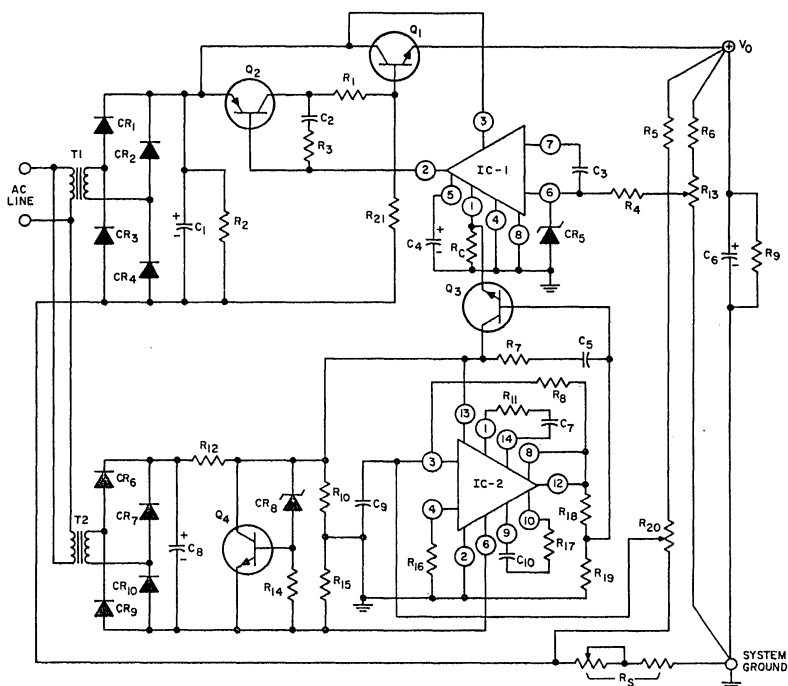 Q1
V0
Q2
R1
3
CR1
C2
R5
R6
CR2
R3
7
T1
2
IC-1
C3
AC LINE
5
6
R13
1
4
8
R4
R21
C1
R2
C4
RC
CR5
C6
R9
CR3
CR4
Q3
R7
C5
R8
13
R11
1
C7
14
R12
8
CR6
3
CR8
R10
C9
IC-2
12
CR7
Q4
4
R18
R20
T2
C8
9
10
R17
2
6
R16
C10
R19
CR10
R14
R15
CR9
SYSTEM GROUND
RS